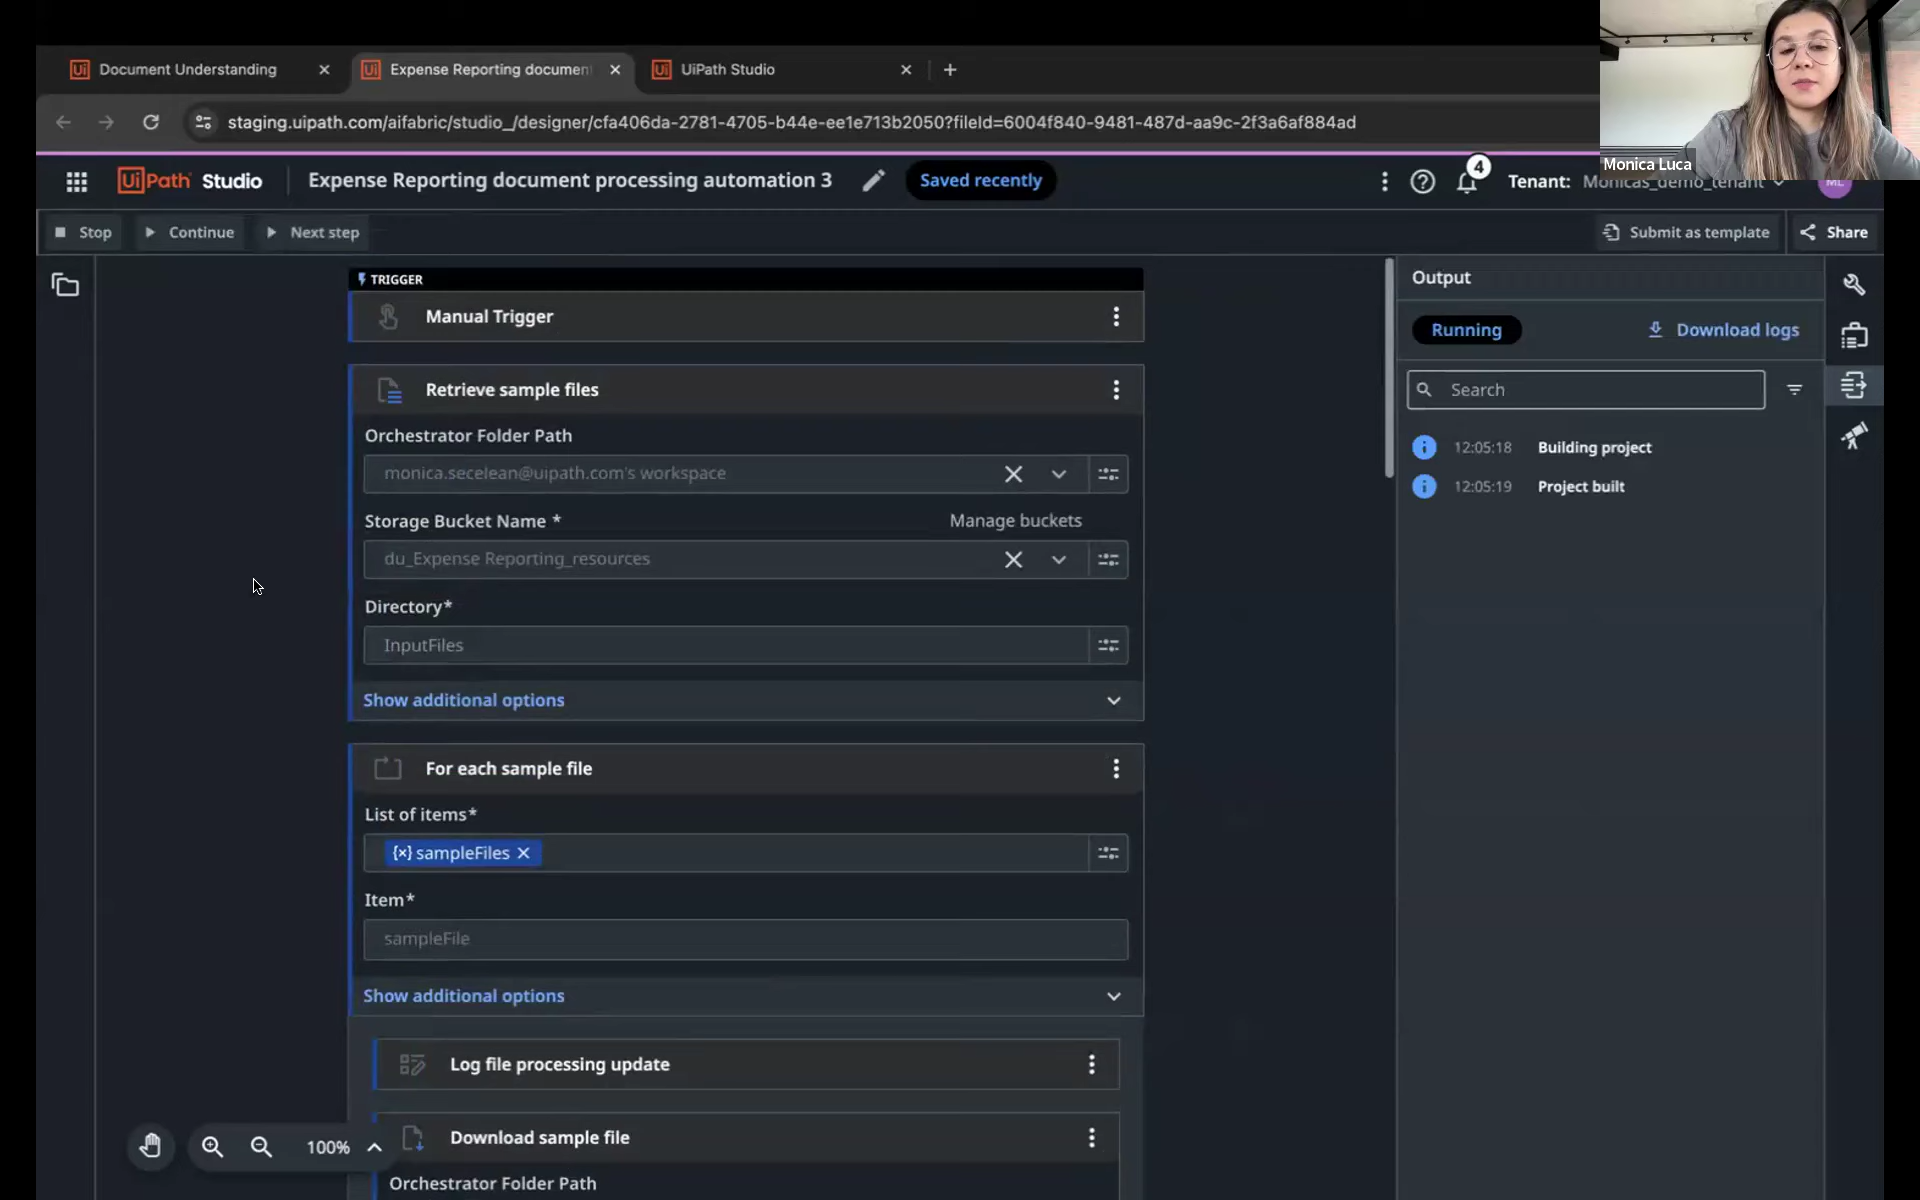 Document Understanding
Expense Reporting documen
UiPath Studio
staging.uipath.com/aifabric/studio_/designer/cfa406da-2781-4705-b44e-ee1e713b2050?fileId=6004f840-9481-487d-aa9c-2f3a6af884ad
Monica Luca
UiPath Studio
Expense Reporting document processing automation 3
Saved recently
4
Tenant: Monicas_demo_tenant
ML
Stop
Continue
Next step
Submit as template
Share
TRIGGER
Manual Trigger
Retrieve sample files
Orchestrator Folder Path
monica.secelean@uipath.com's workspace
Storage Bucket Name *
Manage buckets
du_Expense Reporting_resources
Directory*
InputFiles
Show additional options
For each sample file
List of items*
{×} sampleFiles
Item*
sampleFile
Show additional options
Log file processing update
Download sample file
Orchestrator Folder Path
100%
Output
Running
Download logs
Search
12:05:18 Building project
12:05:19 Project built